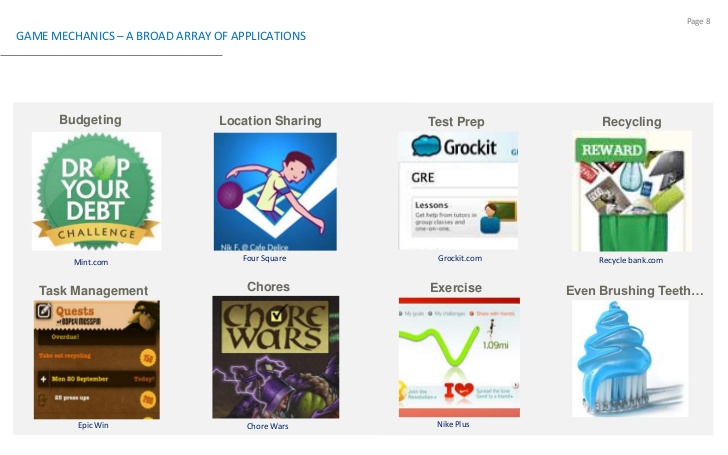 Page 8
GAME MECHANICS – A BROAD ARRAY OF APPLICATIONS
Budgeting
Location Sharing
Test Prep
Recycling
DROP
YOUR
DEBT
CHALLENGE
Nik F. @ Cafe Delice
Grockit
GRE
Lessons
Get help from tutors in
group classes and
one-on-one.
REWARD
Mint.com
Four Square
Grockit.com
Recycle bank.com
Task Management
Chores
Exercise
Even Brushing Teeth...
Quests
Overdue!
Take out recycling
150
Mon 20 September
Today!
25 press ups
CHORE
WARS
My goals
My challenges
Share with friends
1.09mi
Join the
Resolution
Spread the love
Send to a friend
Epic Win
Chore Wars
Nike Plus